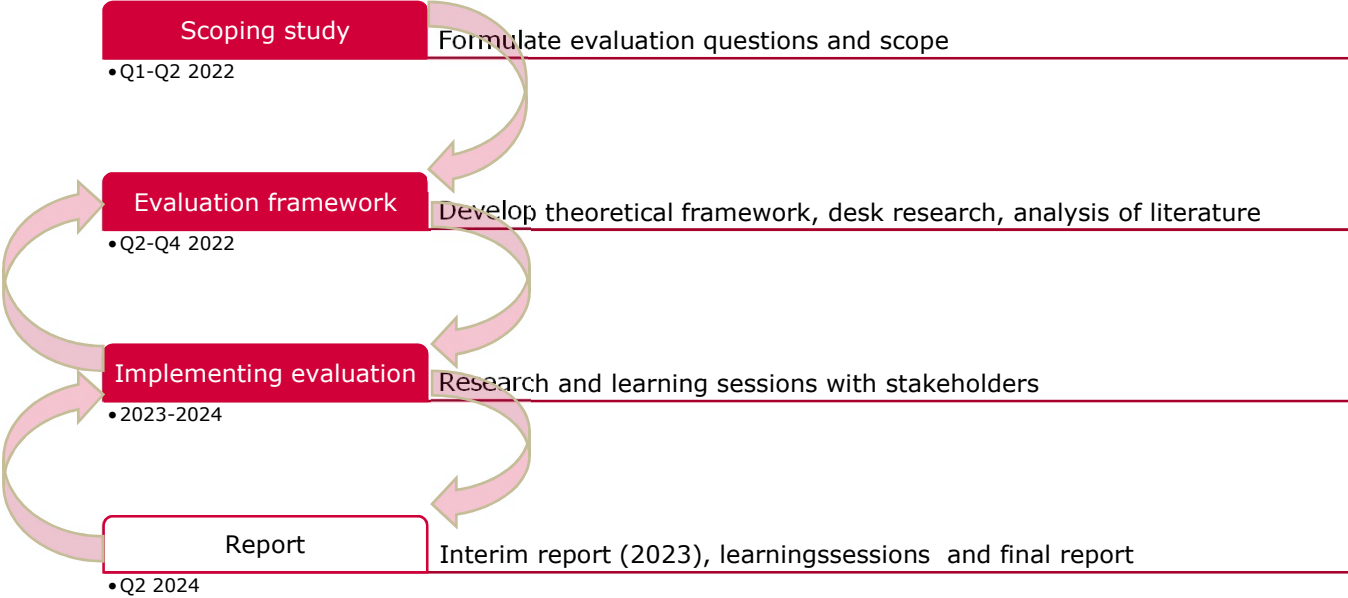 Scoping study
Formulate evaluation questions and scope
•Q1-Q2 2022
Evaluation framework
Develop theoretical framework, desk research, analysis of literature
•Q2-Q4 2022
Implementing evaluation
Research and learning sessions with stakeholders
•2023-2024
Report
Interim report (2023), learningssessions and final report
•Q2 2024